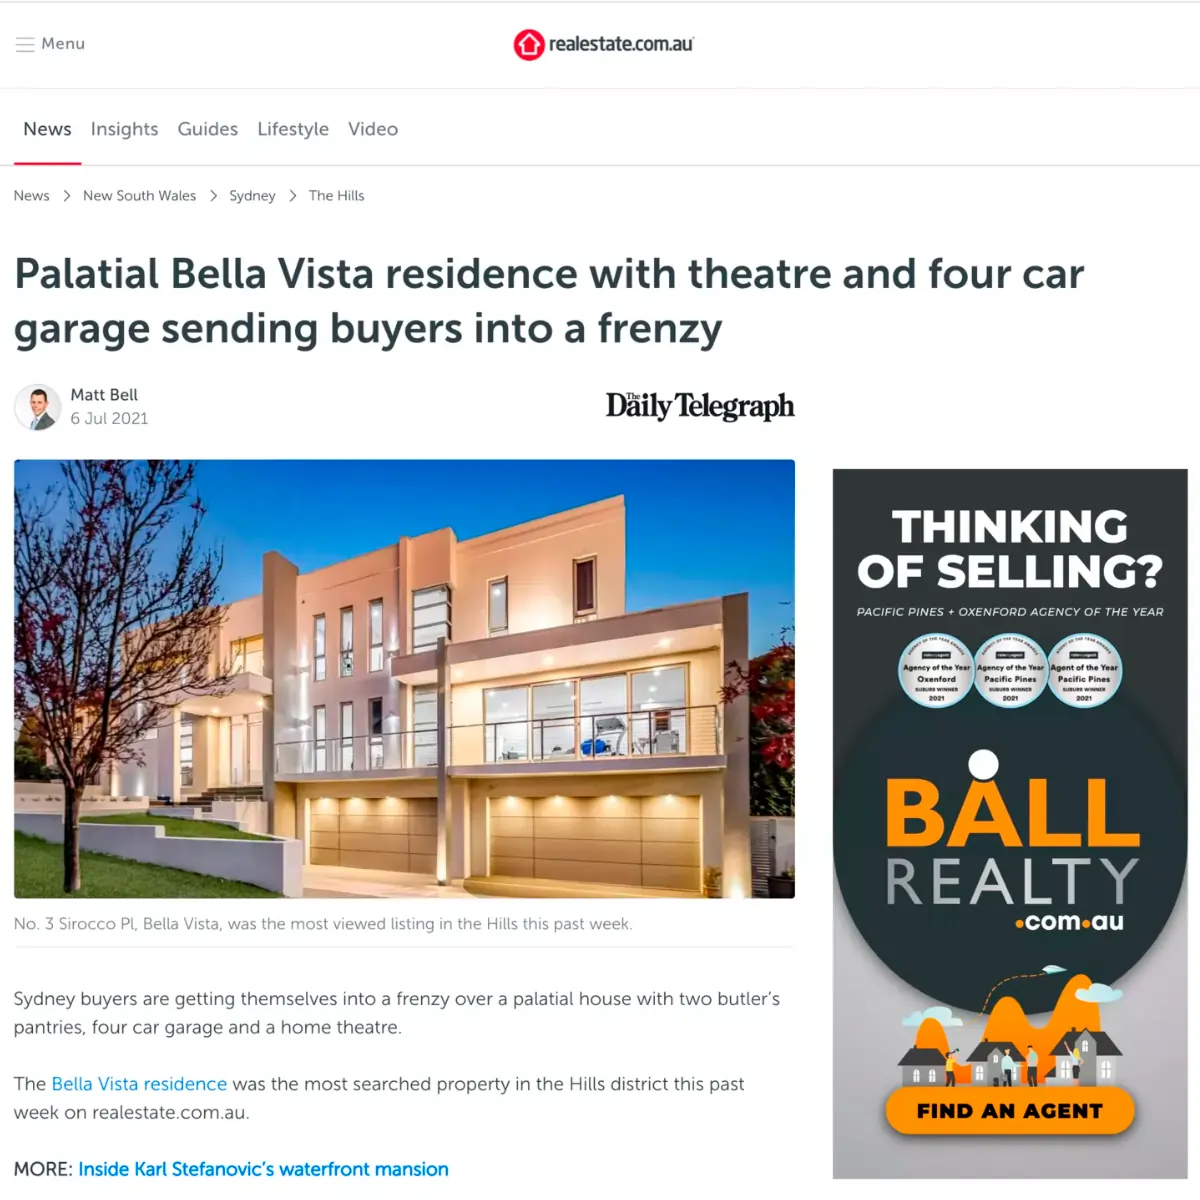 Menu
realestate.com.au
News Insights Guides Lifestyle Video
News > New South Wales > Sydney > The Hills
Palatial Bella Vista residence with theatre and four car
garage sending buyers into a frenzy
Matt Bell
6 Jul 2021
The Daily Telegraph
No. 3 Sirocco Pl, Bella Vista, was the most viewed listing in the Hills this past week.
Sydney buyers are getting themselves into a frenzy over a palatial house with two butler's
pantries, four car garage and a home theatre.
The Bella Vista residence was the most searched property in the Hills district this past
week on realestate.com.au.
MORE: Inside Karl Stefanovic's waterfront mansion
THINKING
OF SELLING?
PACIFIC PINES + OXENFORD AGENCY OF THE YEAR
Agency of the Year
Oxenford
SUBURB WINNER
2021
Agency of the Year
Pacific Pines
SUBURB WINNER
2021
Agent of the Year
Pacific Pines
SUBURB WINNER
2021
BALL
REALTY
.com.au
FIND AN AGENT